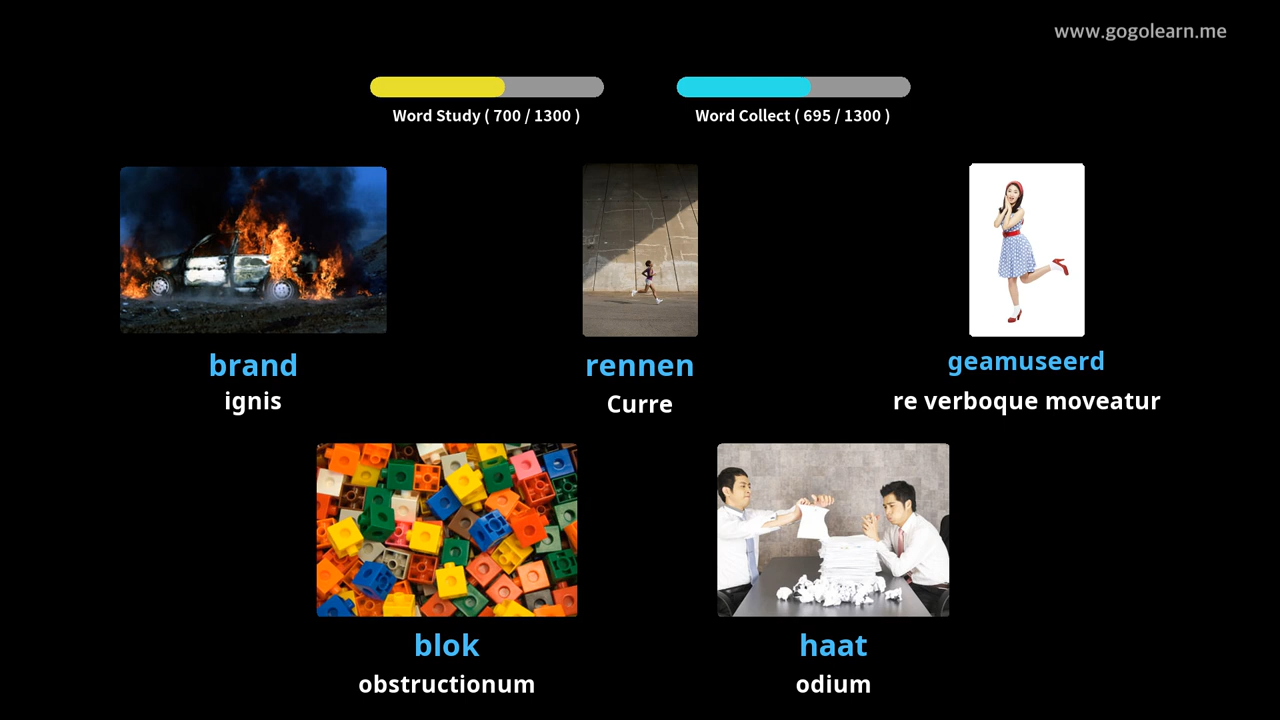 www.gogolearn.me
Word Study ( 700 / 1300 )
Word Collect ( 695 / 1300 )
brand
ignis
rennen
Curre
geamuseerd
re verboque moveatur
blok
obstructionum
haat
odium